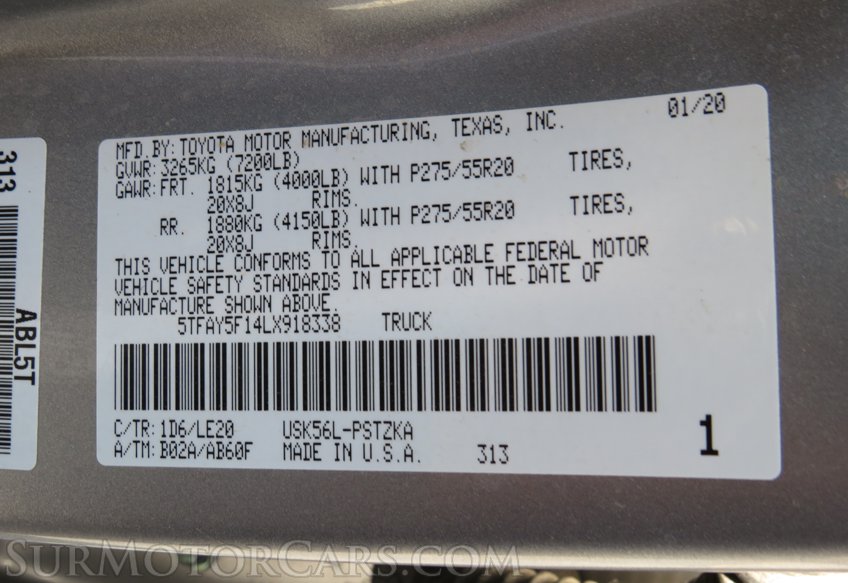 01/20
MFD.BY:TOYOTA MOTOR MANUFACTURING, TEXAS, INC.
GVWR:3265KG (7200LB)
GAWR:FRT. 1815KG (4000LB) WITH P275/55R20 TIRES,
20X8J RIMS.
RR. 1880KG (4150LB) WITH P275/55R20 TIRES,
20X8J RIMS.
THIS VEHICLE CONFORMS TO ALL APPLICABLE FEDERAL MOTOR
VEHICLE SAFETY STANDARDS IN EFFECT ON THE DATE OF
MANUFACTURE SHOWN ABOVE.
5TFAY5F14LX918338 TRUCK
C/TR:1D6/LE20 USK56L-PSTZKA
A/TM:B02A/AB60F MADE IN U.S.A. 313
1
313
ABL5T
SurMotorCars.com